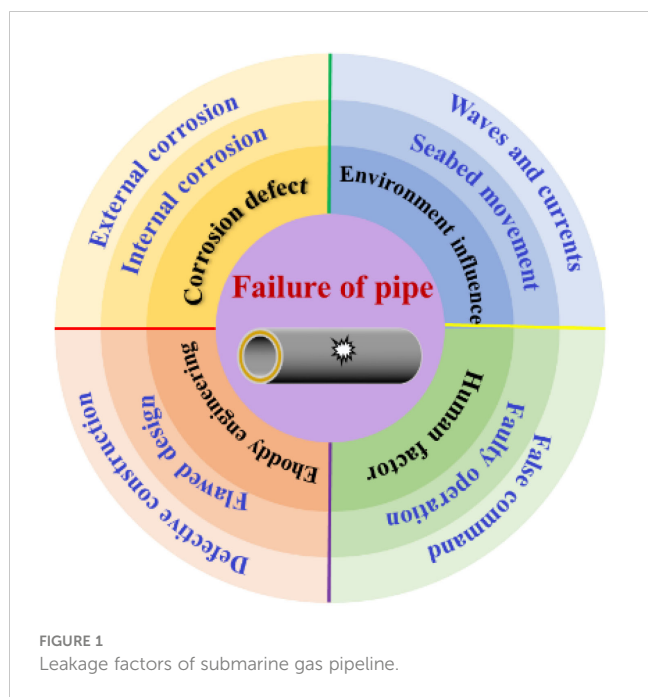 External corrosion
Internal corrosion
Corrosion defect
Waves and currents
Seabed movement
Environment influence
Failure of pipe
Ehoddy engineering
Flawed design
Defective construction
Human factor
Faulty operation
False command
FIGURE 1
Leakage factors of submarine gas pipeline.